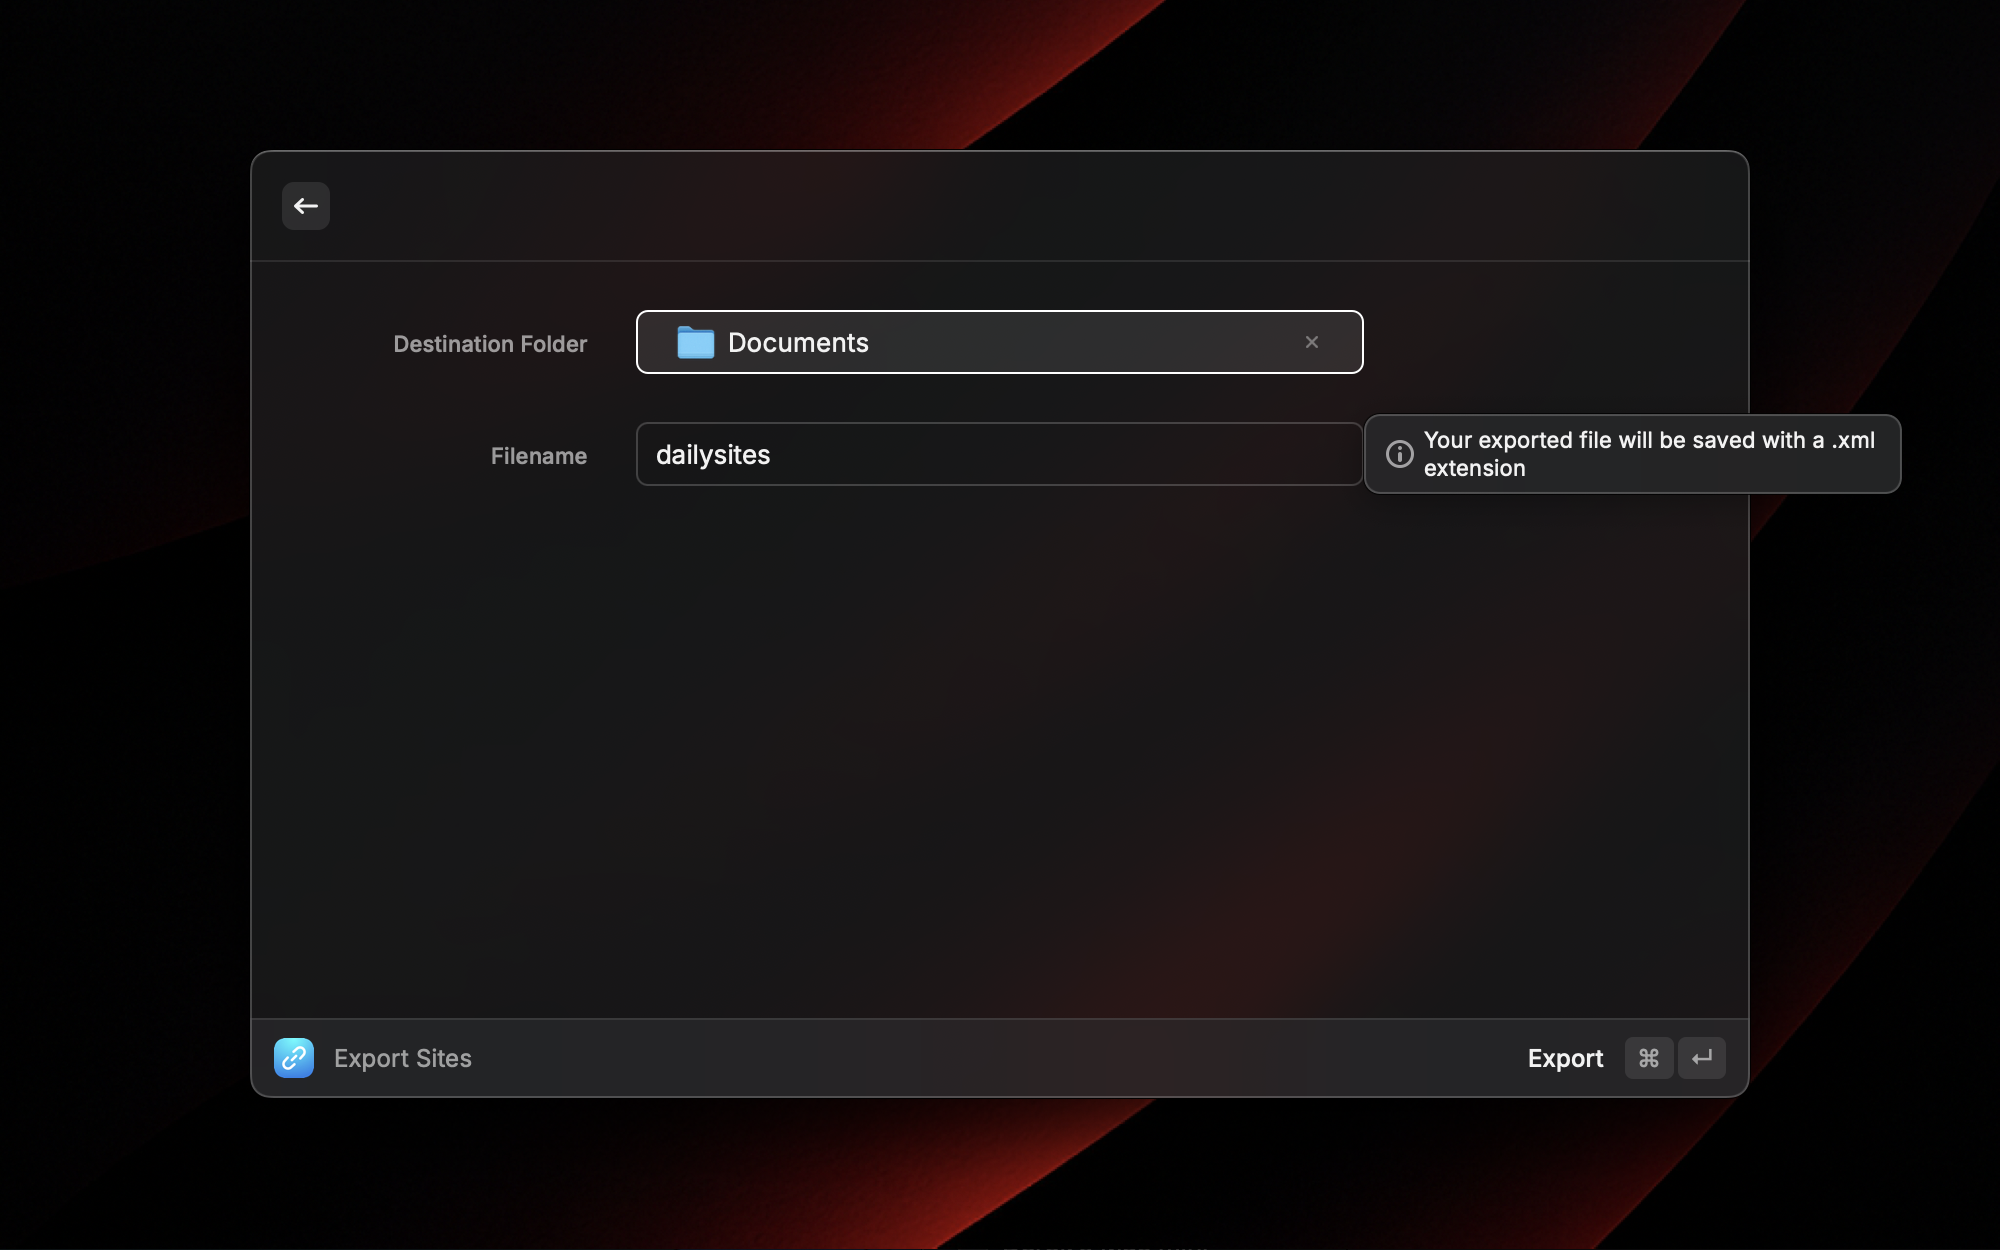 Destination Folder
Documents
Filename
dailysites
Your exported file will be saved with a .xml
extension
Export Sites
Export ⌘ ↵